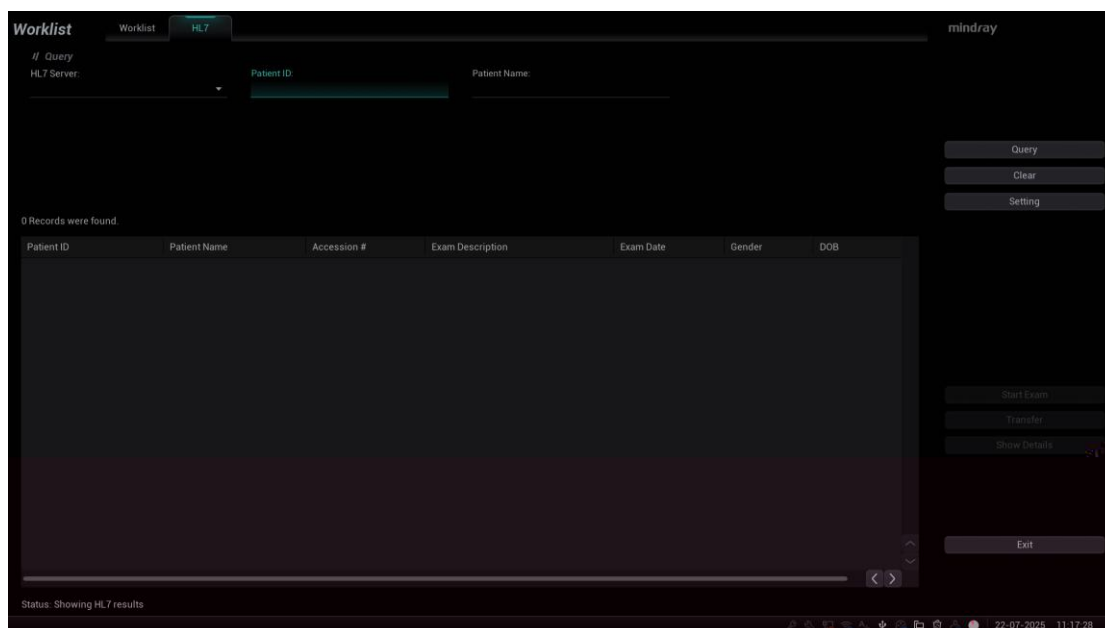 Worklist Worklist HL7 mindray
// Query
HL7 Server: Patient ID: Patient Name:
Query
Clear
Setting
0 Records were found.
Patient ID Patient Name Accession # Exam Description Exam Date Gender DOB
Start Exam
Transfer
Show Details
Exit
Status: Showing HL7 results
22-07-2025 11:17:28